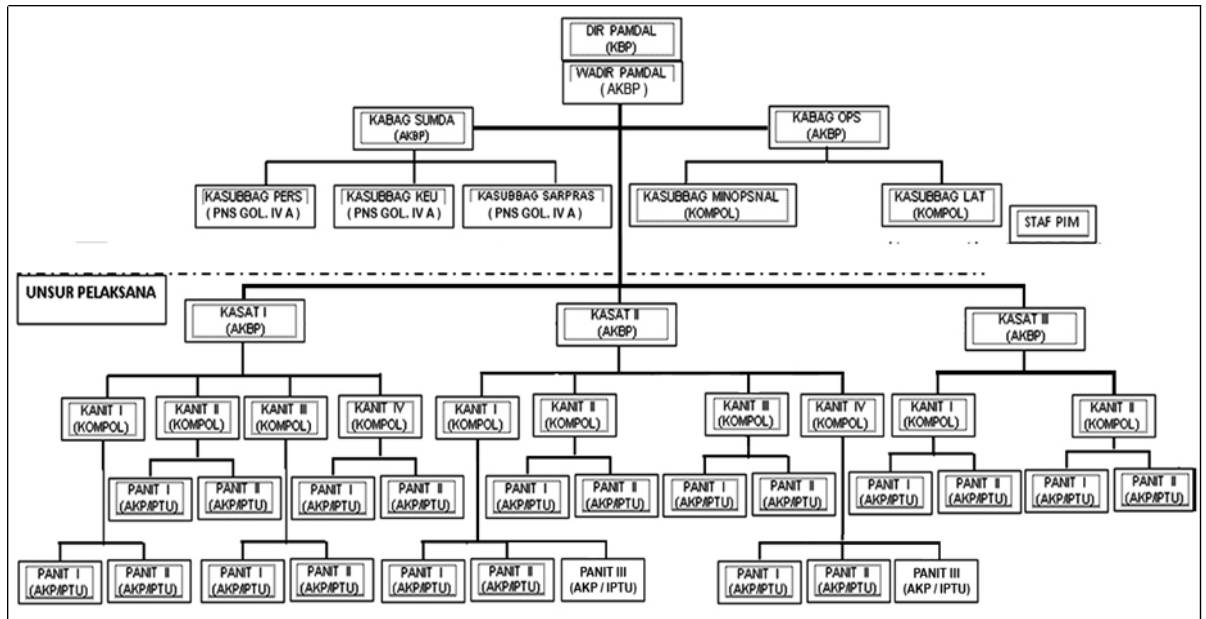 DIR PAMDAL
(KBP)
WADIR PAMDAL
( AKBP )
KABAG SUMDA
(AKBP)
KABAG OPS
(AKBP)
KASUBBAG PERS
( PNS GOL. IV A )
KASUBBAG KEU
( PNS GOL. IV A )
KASUBBAG SARPRAS
( PNS GOL. IV A )
KASUBBAG MINOPSNAL
(KOMPOL)
KASUBBAG LAT
(KOMPOL)
STAF PIM
UNSUR PELAKSANA
KASAT I
(AKBP)
KASAT II
(AKBP)
KASAT III
(AKBP)
KANIT I
(KOMPOL)
KANIT II
(KOMPOL)
KANIT III
(KOMPOL)
KANIT IV
(KOMPOL)
KANIT I
(KOMPOL)
KANIT II
(KOMPOL)
KANIT III
(KOMPOL)
KANIT IV
(KOMPOL)
KANIT I
(KOMPOL)
KANIT II
(KOMPOL)
PANIT I
(AKP/IPTU)
PANIT II
(AKP/IPTU)
PANIT I
(AKP/IPTU)
PANIT II
(AKP/IPTU)
PANIT I
(AKP/IPTU)
PANIT II
(AKP/IPTU)
PANIT I
(AKP/IPTU)
PANIT II
(AKP/IPTU)
PANIT I
(AKP/IPTU)
PANIT II
(AKP/IPTU)
PANIT I
(AKP/IPTU)
PANIT II
(AKP/IPTU)
PANIT I
(AKP/IPTU)
PANIT II
(AKP/IPTU)
PANIT I
(AKP/IPTU)
PANIT II
(AKP/IPTU)
PANIT I
(AKP/IPTU)
PANIT II
(AKP/IPTU)
PANIT III
(AKP / IPTU)
PANIT I
(AKP/IPTU)
PANIT II
(AKP/IPTU)
PANIT III
(AKP / IPTU)